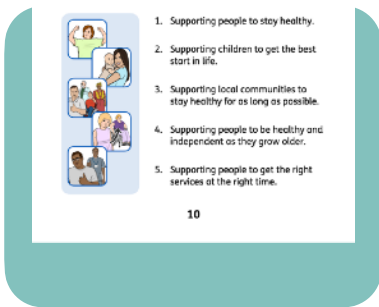 1. Supporting people to stay healthy.
2. Supporting children to get the best
start in life.
3. Supporting local communities to
stay healthy for as long as possible.
4. Supporting people to be healthy and
independent as they grow older.
5. Supporting people to get the right
services at the right time.
10